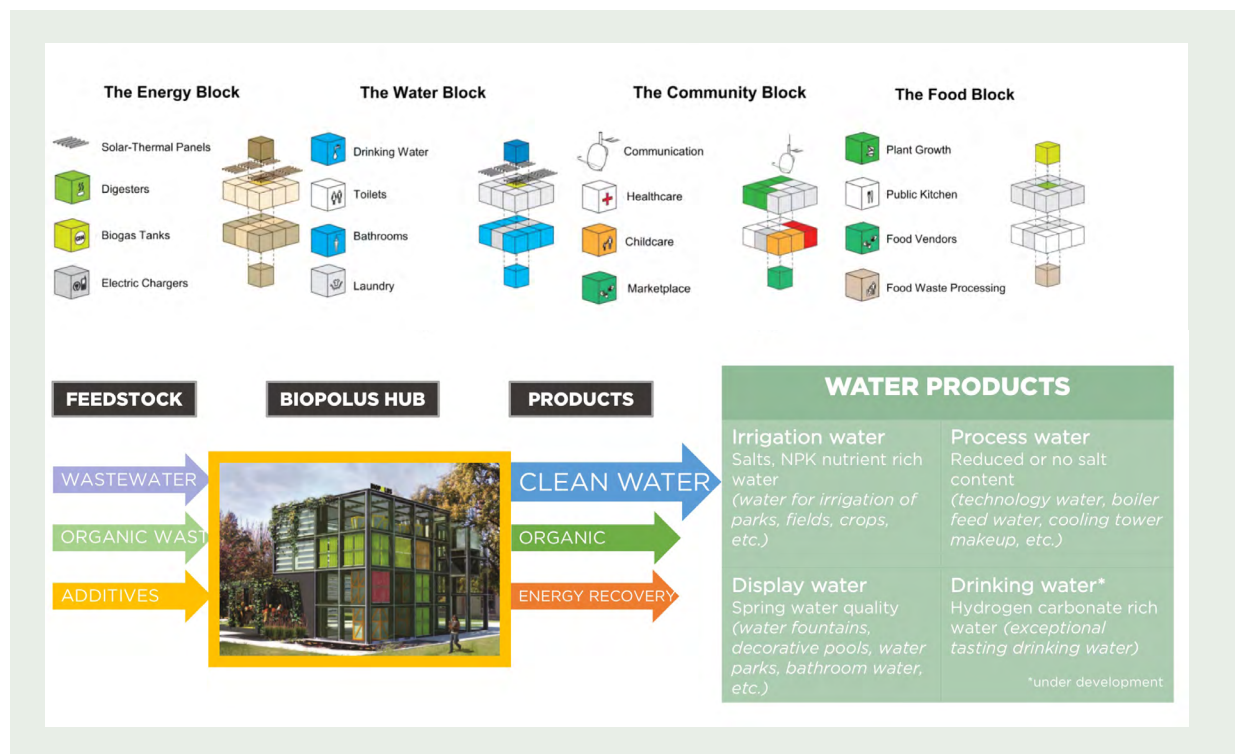 The Energy Block
Solar-Thermal Panels
Digesters
Biogas Tanks
Electric Chargers
The Water Block
Drinking Water
Toilets
Bathrooms
Laundry
The Community Block
Communication
Healthcare
Childcare
Marketplace
The Food Block
Plant Growth
Public Kitchen
Food Vendors
Food Waste Processing
FEEDSTOCK
WASTEWATER
ORGANIC WAST
ADDITIVES
BIOPOLUS HUB
PRODUCTS
CLEAN WATER
ORGANIC
ENERGY RECOVERY
WATER PRODUCTS
Irrigation water
Salts, NPK nutrient rich
water
(water for irrigation of
parks, fields, crops,
etc.)
Process water
Reduced or no salt
content
(technology water, boiler
feed water, cooling tower
makeup, etc.)
Display water
Spring water quality
(water fountains,
decorative pools, water
parks, bathroom water,
etc.)
Drinking water*
Hydrogen carbonate rich
water (exceptional
tasting drinking water)
*under development